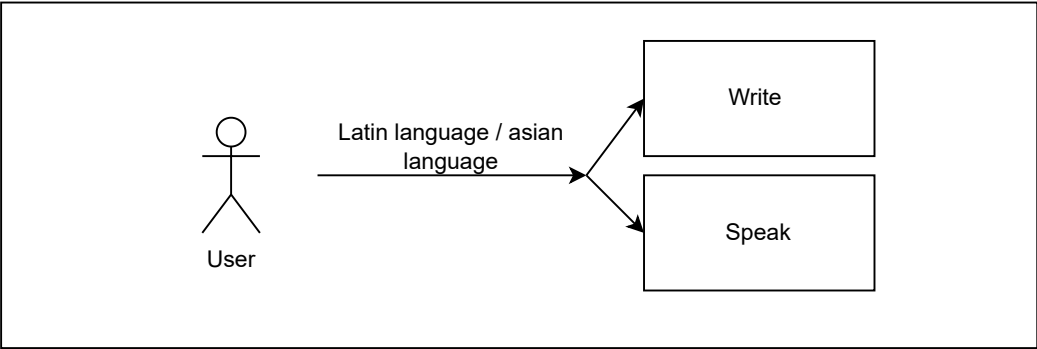 Latin language / asian
language
Write
User
Speak